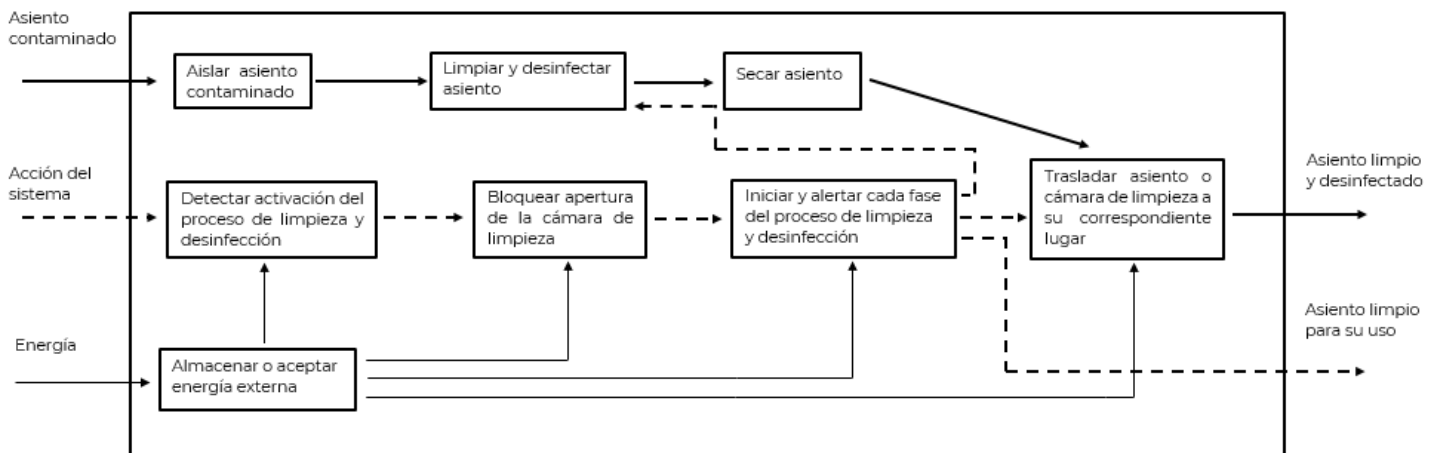 Asiento
contaminado
Aislar asiento
contaminado
Limpiar y desinfectar
asiento
Secar asiento
Acción del
sistema
Detectar activación del
proceso de limpieza y
desinfección
Bloquear apertura
de la cámara de
limpieza
Iniciar y alertar cada fase
del proceso de limpieza
y desinfección
Trasladar asiento o
cámara de limpieza a
su correspondiente
lugar
Asiento limpio
y desinfectado
Asiento limpio
para su uso
Energía
Almacenar o aceptar
energía externa